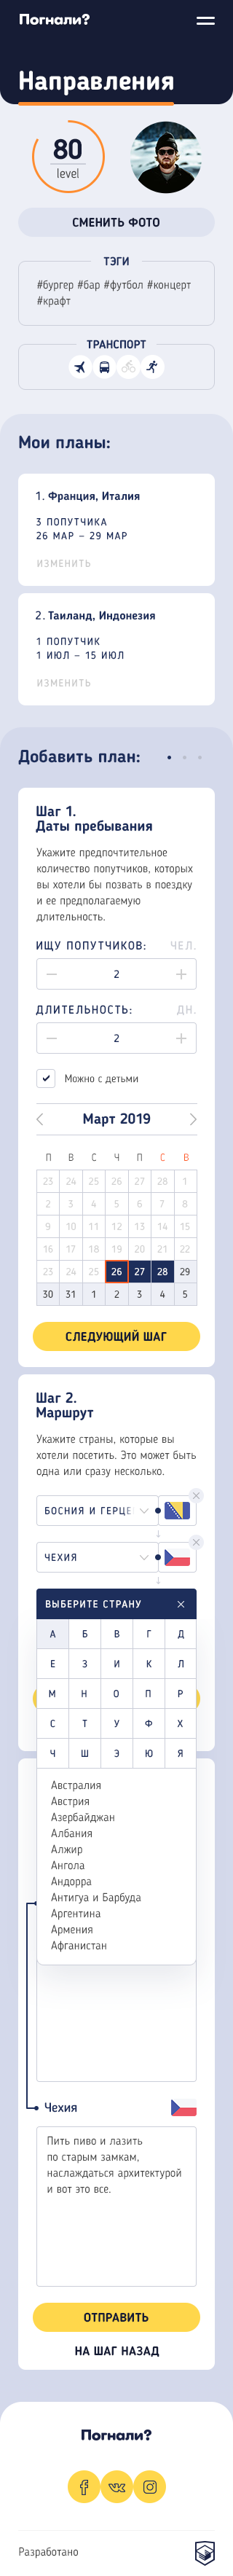 Погнали?
Направления
80
level
СМЕНИТЬ ФОТО
ТЭГИ
#бургер #бар #футбол #концерт
#крафт
ТРАНСПОРТ
Мои планы:
1. Франция, Италия
3 ПОПУТЧИКА
26 МАР – 29 МАР
ИЗМЕНИТЬ
2. Таиланд, Индонезия
1 ПОПУТЧИК
1 ИЮЛ – 15 ИЮЛ
ИЗМЕНИТЬ
Добавить план:
Шаг 1.
Даты пребывания
Укажите предпочтительное
количество попутчиков, которых
вы хотели бы позвать в поездку
и ее предполагаемую
длительность.
ИЩУ ПОПУТЧИКОВ: ЧЕЛ.
2
ДЛИТЕЛЬНОСТЬ: ДН.
2
Можно с детьми
Март 2019
П В С Ч П С В
23 24 25 26 27 28 1
2 3 4 5 6 7 8
9 10 11 12 13 14 15
16 17 18 19 20 21 22
23 24 25 26 27 28 29
30 31 1 2 3 4 5
СЛЕДУЮЩИЙ ШАГ
Шаг 2.
Маршрут
Укажите страны, которые вы
хотели посетить. Это может быть
одна или сразу несколько.
БОСНИЯ И ГЕРЦЕ
ЧЕХИЯ
ВЫБЕРИТЕ СТРАНУ
А Б В Г Д
Е З И К Л
М Н О П Р
С Т У Ф Х
Ч Ш Э Ю Я
Австралия
Австрия
Азербайджан
Албания
Алжир
Ангола
Андорра
Антигуа и Барбуда
Аргентина
Армения
Афганистан
Чехия
Пить пиво и лазить
по старым замкам,
наслаждаться архитектурой
и вот это все.
ОТПРАВИТЬ
НА ШАГ НАЗАД
Погнали?
Разработано